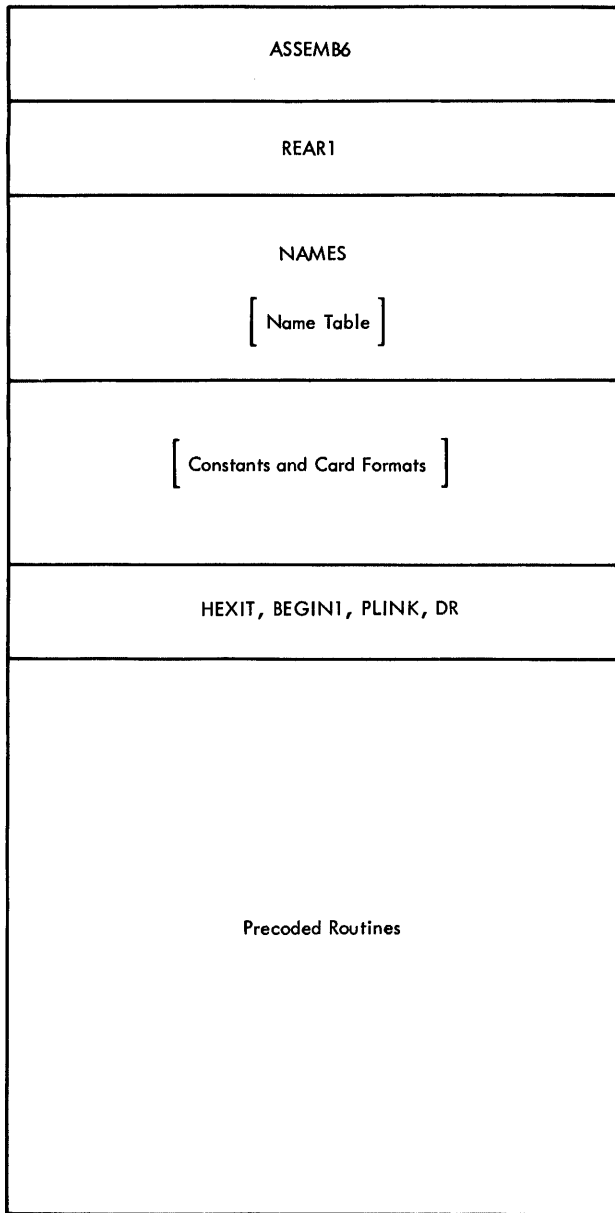 ASSEMB6
REAR1
NAMES
[ Name Table ]
[ Constants and Card Formats ]
HEXIT, BEGIN1, PLINK, DR
Precoded Routines